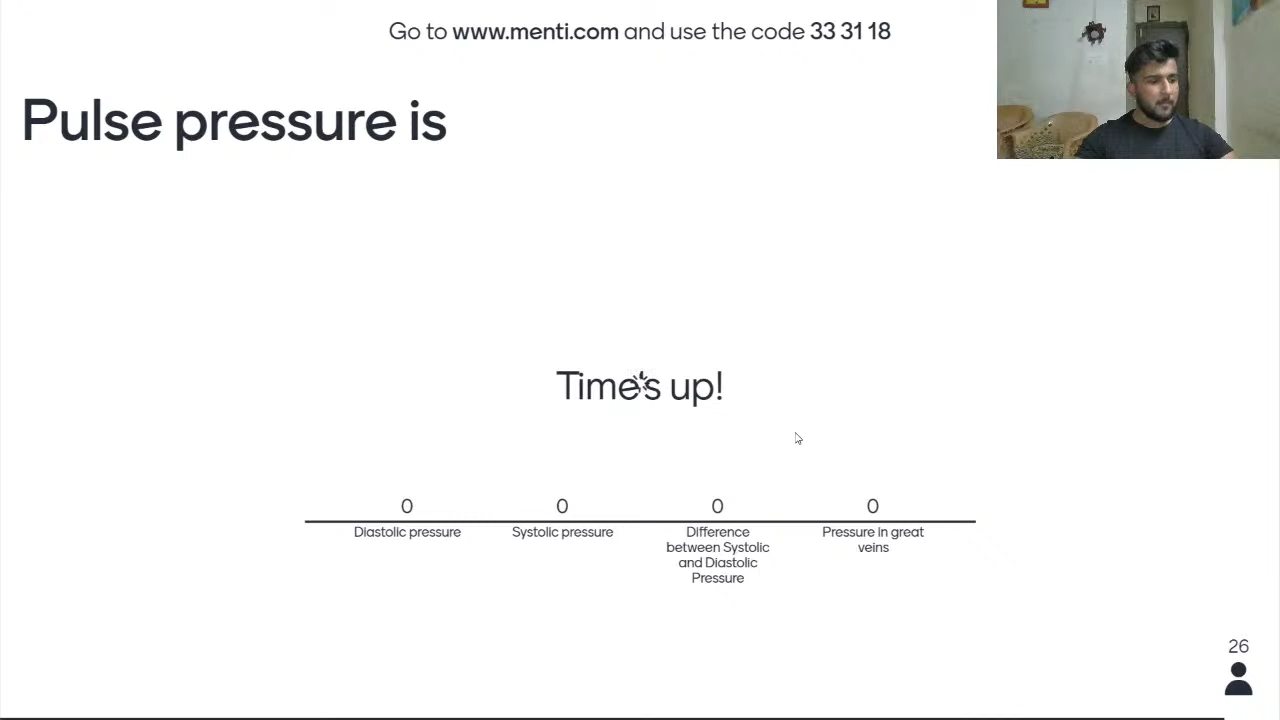 Go to www.menti.com and use the code 33 31 18
Pulse pressure is
Time's up!
0 0 0 0
Diastolic pressure
Systolic pressure
Difference
between Systolic
and Diastolic
Pressure
Pressure in great
veins
26